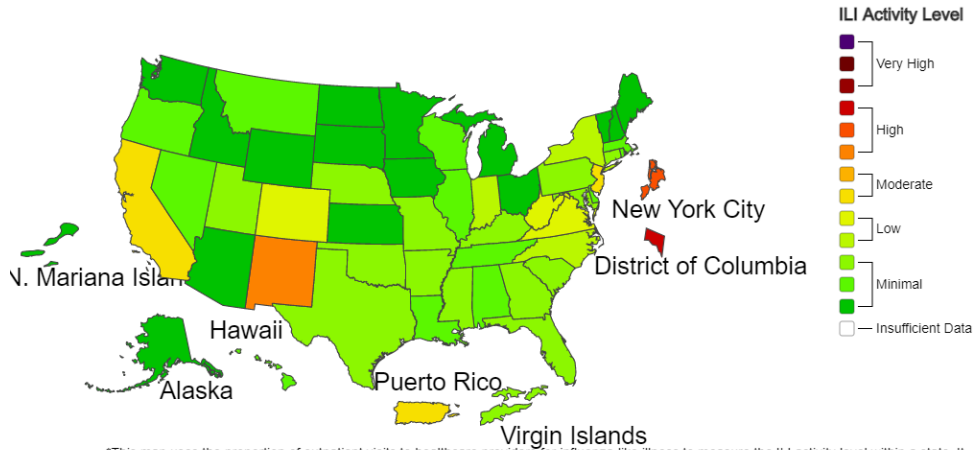 ILI Activity Level
Very High
High
Moderate
Low
Minimal
Insufficient Data
New York City
District of Columbia
N. Mariana Islan
Hawaii
Alaska
Puerto Rico
Virgin Islands